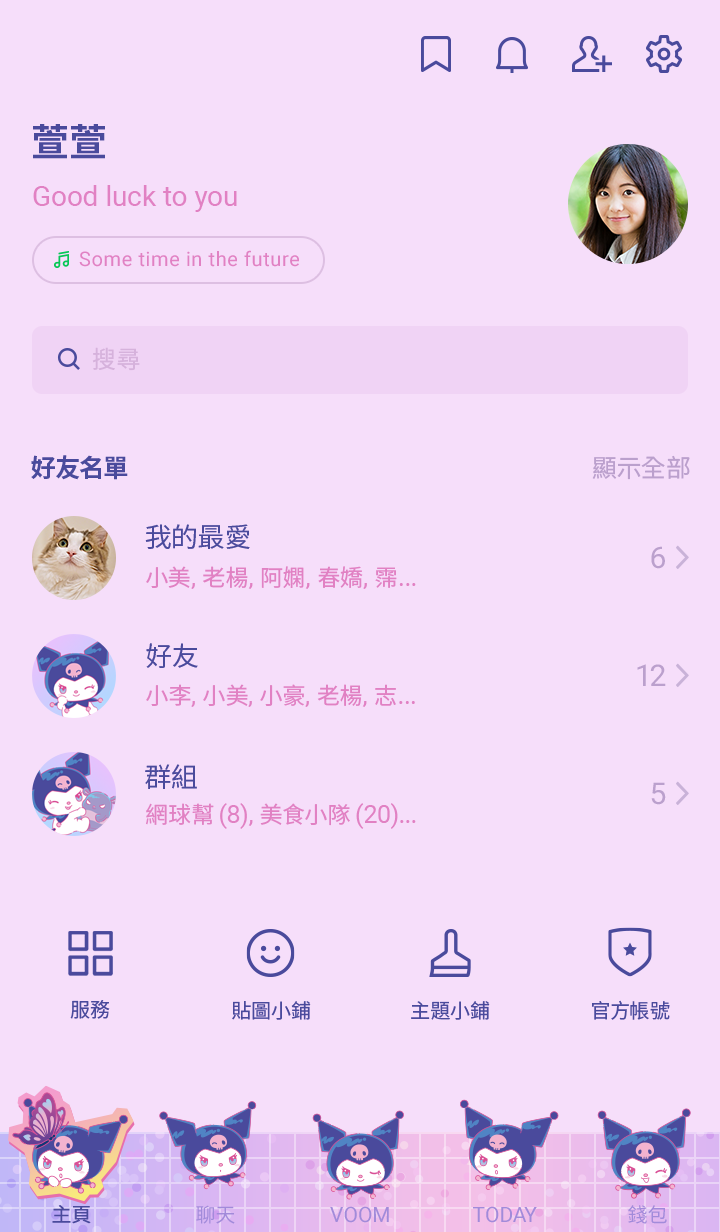 萱萱
Good luck to you
Some time in the future
搜尋
好友名單 顯示全部
我的最愛
小美, 老楊, 阿嫻, 春嬌, 霈...
6
好友
小李, 小美, 小豪, 老楊, 志...
12
群組
網球幫 (8), 美食小隊 (20)...
5
服務 貼圖小鋪 主題小鋪 官方帳號
主頁 聊天 VOOM TODAY 錢包